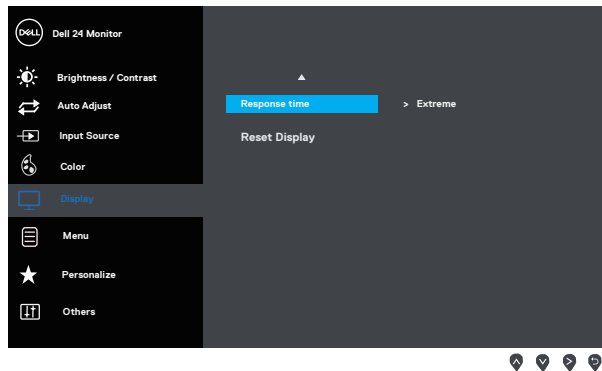 DELL Dell 24 Monitor
Brightness / Contrast
Auto Adjust
Response time > Extreme
Input Source
Reset Display
Color
Display
Menu
Personalize
Others